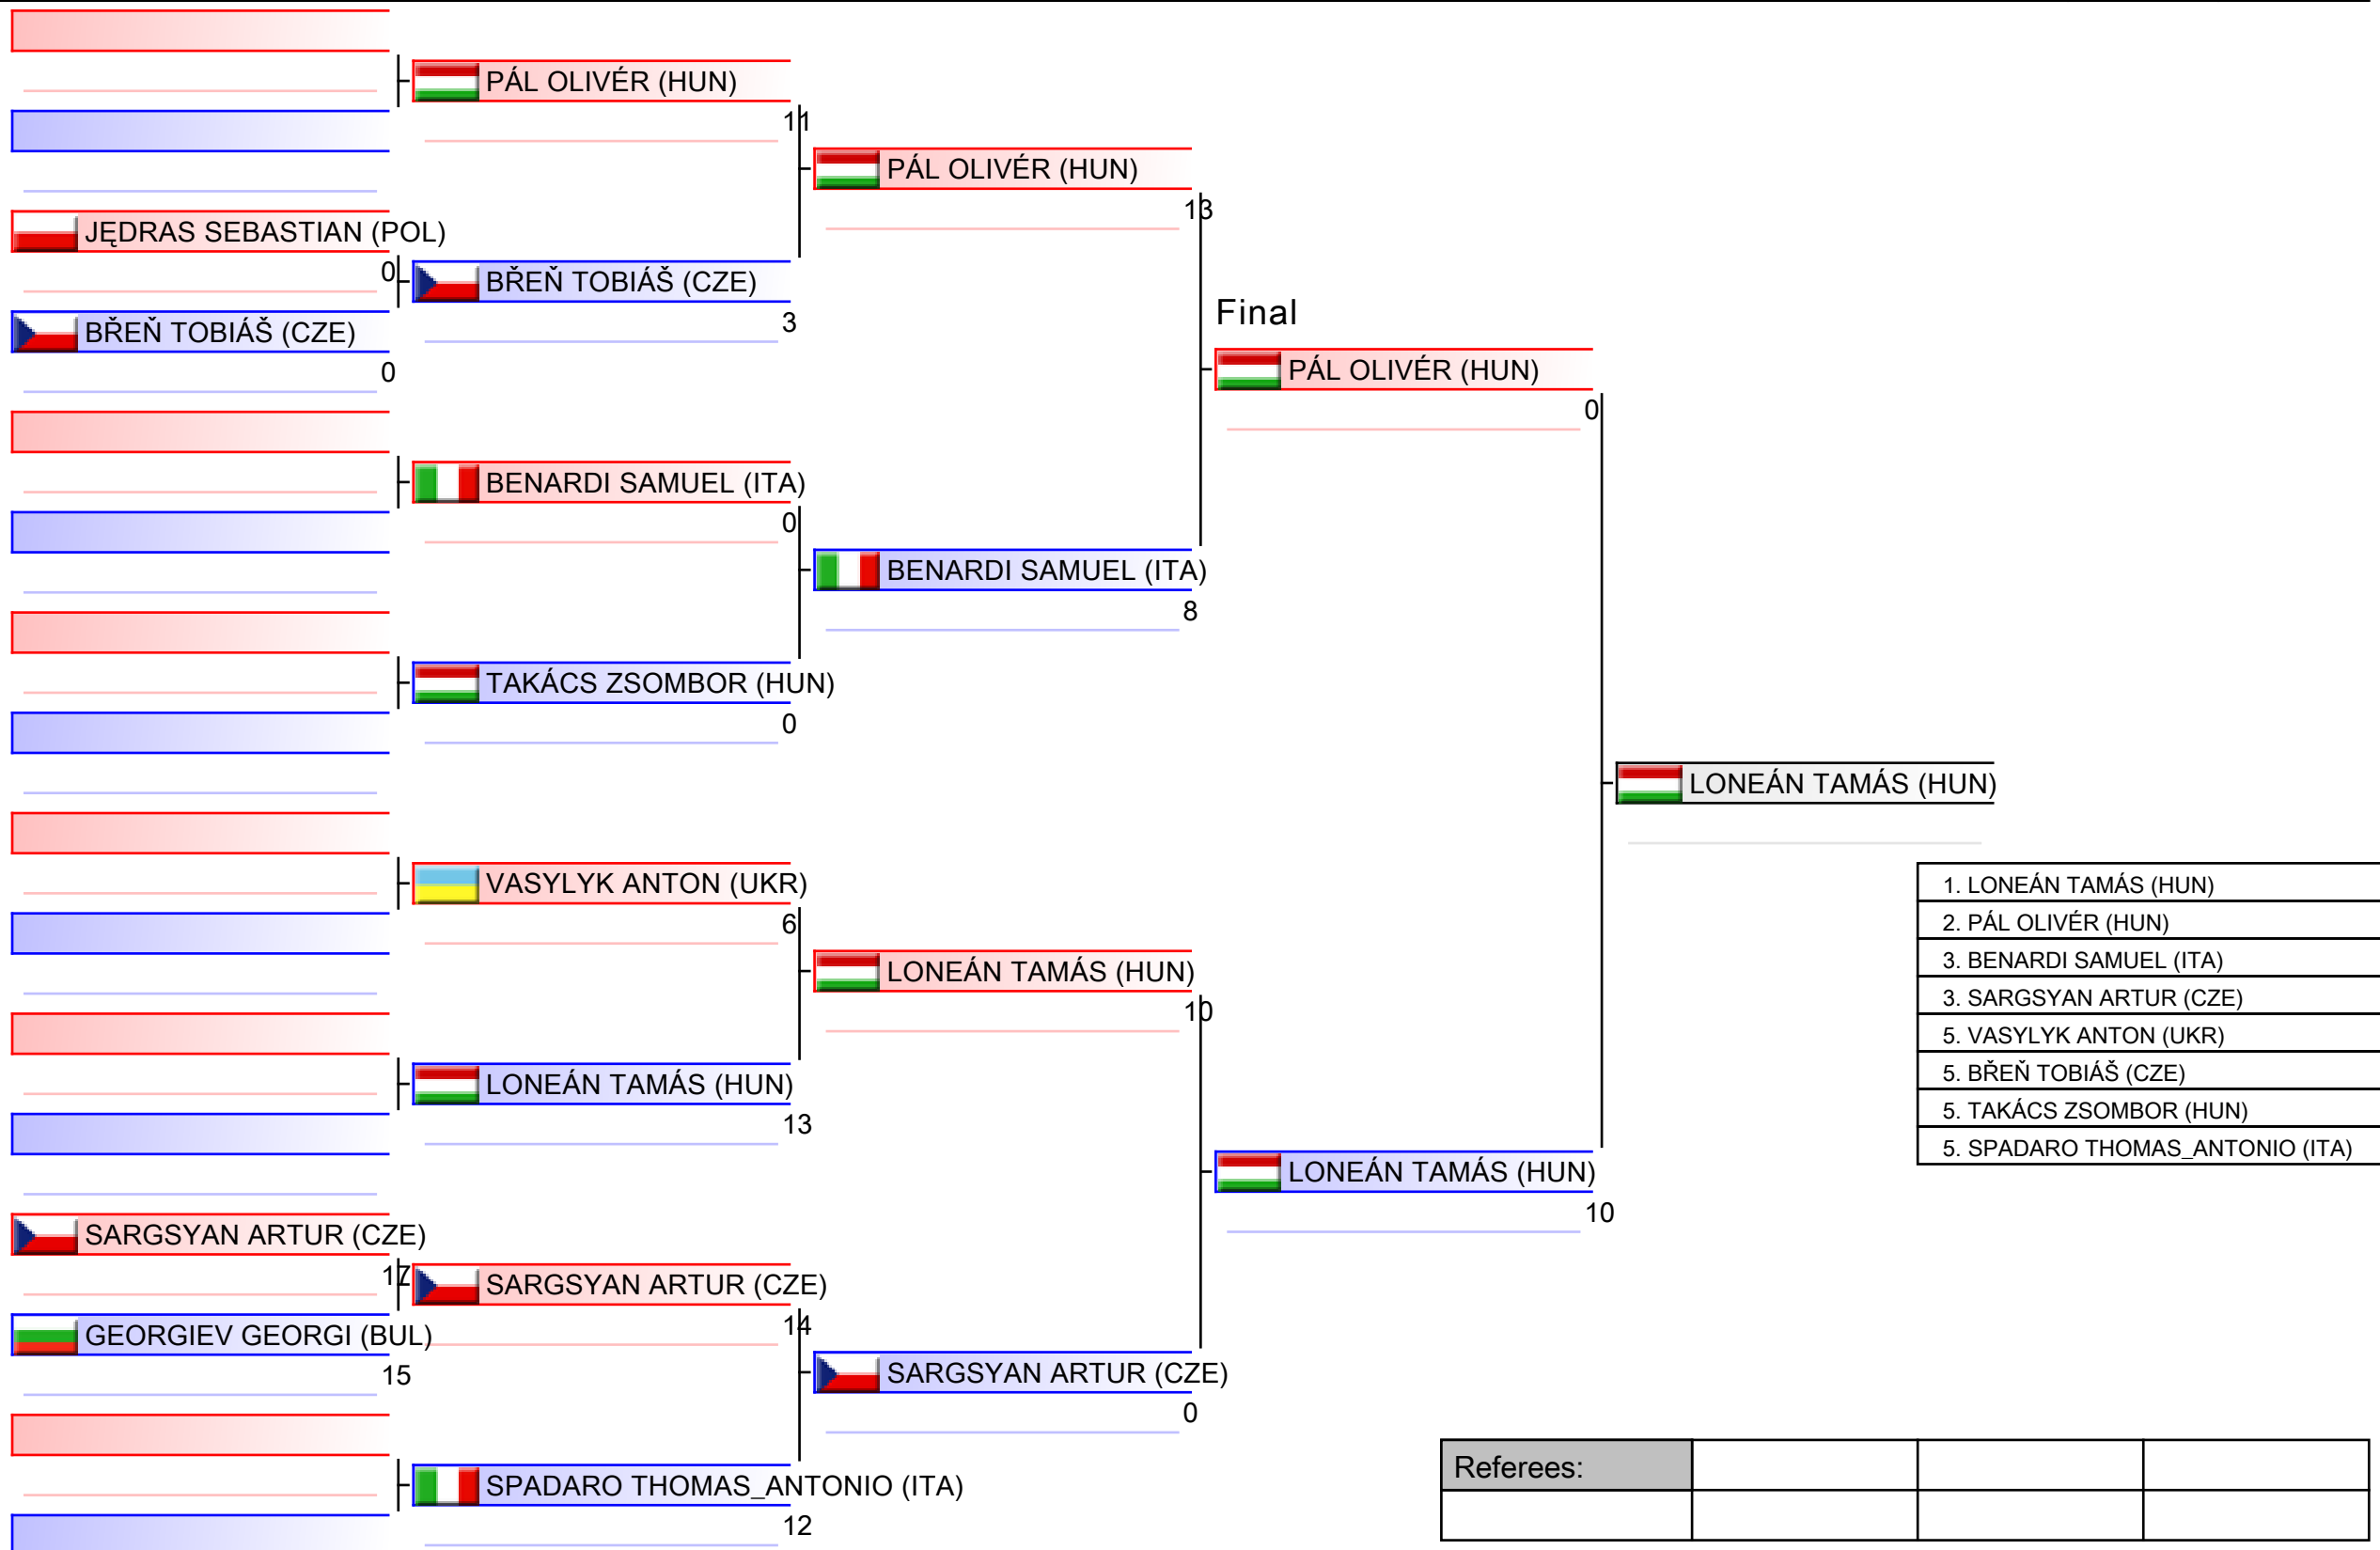 PÁL OLIVÉR (HUN)
11
PÁL OLIVÉR (HUN)
13
JĘDRAS SEBASTIAN (POL)
0
BŘEŇ TOBIÁŠ (CZE)
3
BŘEŇ TOBIÁŠ (CZE)
0
Final
PÁL OLIVÉR (HUN)
0
BENARDI SAMUEL (ITA)
0
BENARDI SAMUEL (ITA)
8
TAKÁCS ZSOMBOR (HUN)
0
LONEÁN TAMÁS (HUN)
VASYLYK ANTON (UKR)
6
LONEÁN TAMÁS (HUN)
10
LONEÁN TAMÁS (HUN)
13
LONEÁN TAMÁS (HUN)
10
SARGSYAN ARTUR (CZE)
17
SARGSYAN ARTUR (CZE)
14
GEORGIEV GEORGI (BUL)
15
SARGSYAN ARTUR (CZE)
0
SPADARO THOMAS_ANTONIO (ITA)
12
1. LONEÁN TAMÁS (HUN)
2. PÁL OLIVÉR (HUN)
3. BENARDI SAMUEL (ITA)
3. SARGSYAN ARTUR (CZE)
5. VASYLYK ANTON (UKR)
5. BŘEŇ TOBIÁŠ (CZE)
5. TAKÁCS ZSOMBOR (HUN)
5. SPADARO THOMAS_ANTONIO (ITA)
Referees: